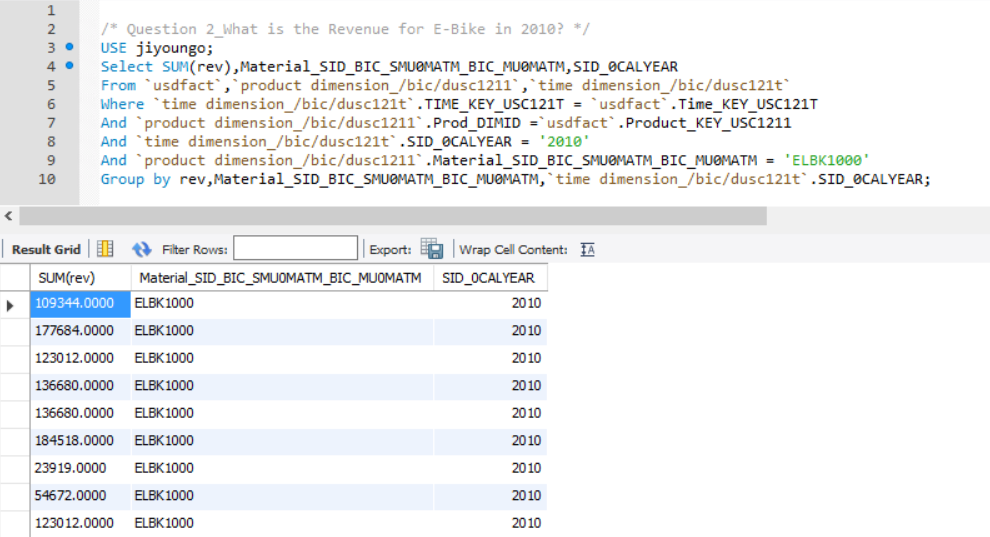 1
2 /* Question 2_What is the Revenue for E-Bike in 2010? */
3 USE jiyoungo;
4 Select SUM(rev),Material_SID_BIC_SMU0MATM_BIC_MU0MATM,SID_0CALYEAR
5 From `usdfact`,`product dimension_/bic/dusc1211`,`time dimension_/bic/dusc121t`
6 Where `time dimension_/bic/dusc121t`.TIME_KEY_USC121T = `usdfact`.Time_KEY_USC121T
7 And `product dimension_/bic/dusc1211`.Prod_DIMID =`usdfact`.Product_KEY_USC1211
8 And `time dimension_/bic/dusc121t`.SID_0CALYEAR = '2010'
9 And `product dimension_/bic/dusc1211`.Material_SID_BIC_SMU0MATM_BIC_MU0MATM = 'ELBK1000'
10 Group by rev,Material_SID_BIC_SMU0MATM_BIC_MU0MATM,`time dimension_/bic/dusc121t`.SID_0CALYEAR;
Result Grid Filter Rows: Export: Wrap Cell Content:
SUM(rev) Material_SID_BIC_SMU0MATM_BIC_MU0MATM SID_0CALYEAR
109344.0000 ELBK1000 2010
177684.0000 ELBK1000 2010
123012.0000 ELBK1000 2010
136680.0000 ELBK1000 2010
136680.0000 ELBK1000 2010
184518.0000 ELBK1000 2010
23919.0000 ELBK1000 2010
54672.0000 ELBK1000 2010
123012.0000 ELBK1000 2010